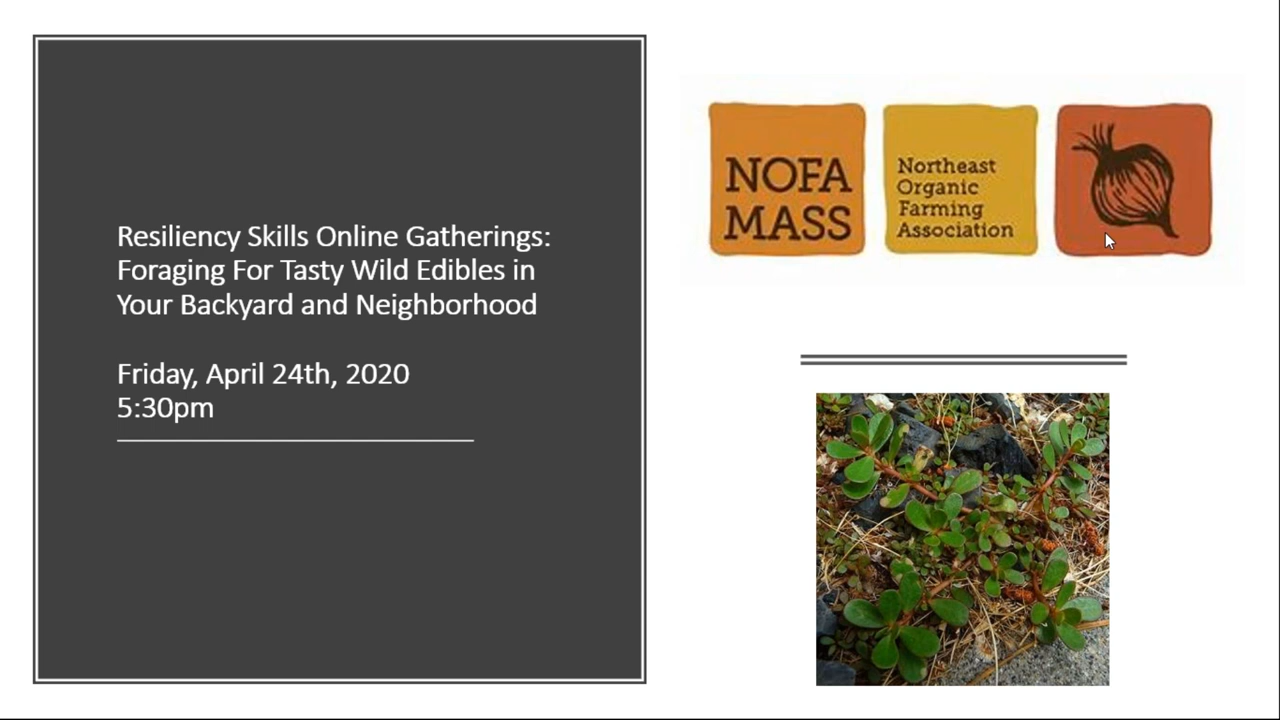 Resiliency Skills Online Gatherings:
Foraging For Tasty Wild Edibles in
Your Backyard and Neighborhood
Friday, April 24th, 2020
5:30pm
NOFA
MASS
Northeast
Organic
Farming
Association